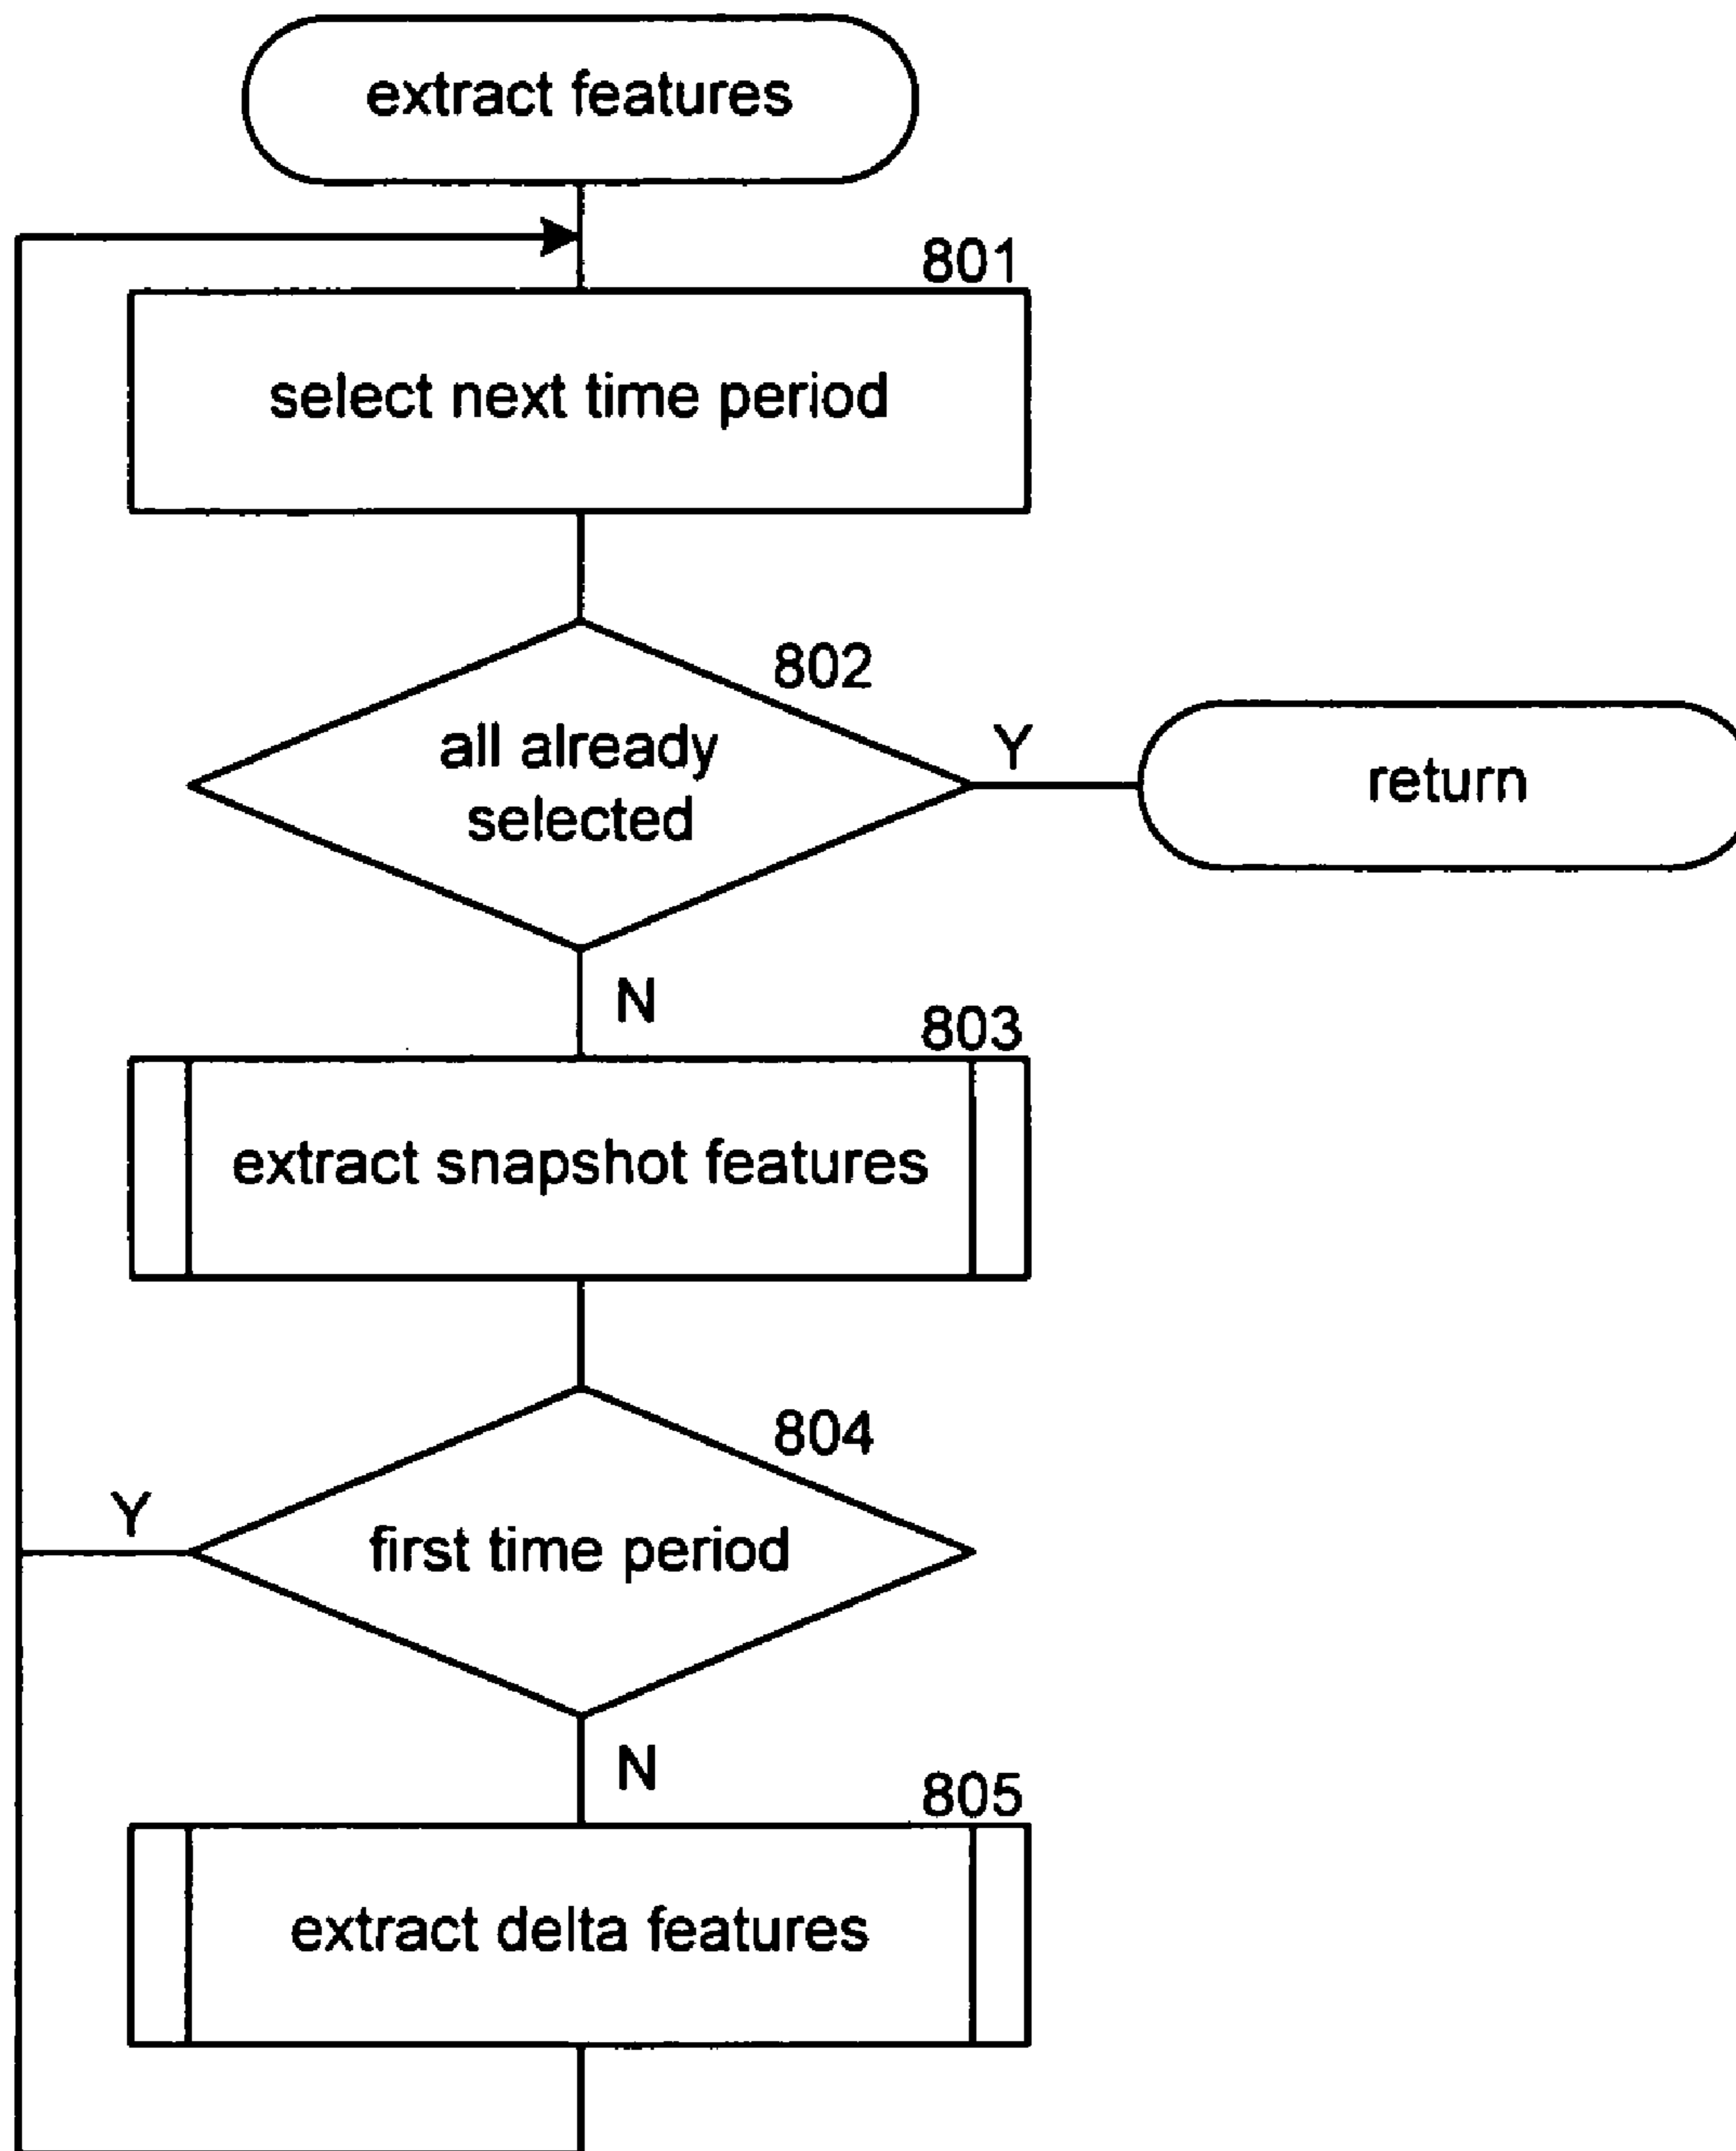 extract features
801
select next time period
802
all already
selected
Y
return
N
803
extract snapshot features
804
Y
first time period
N
805
extract delta features